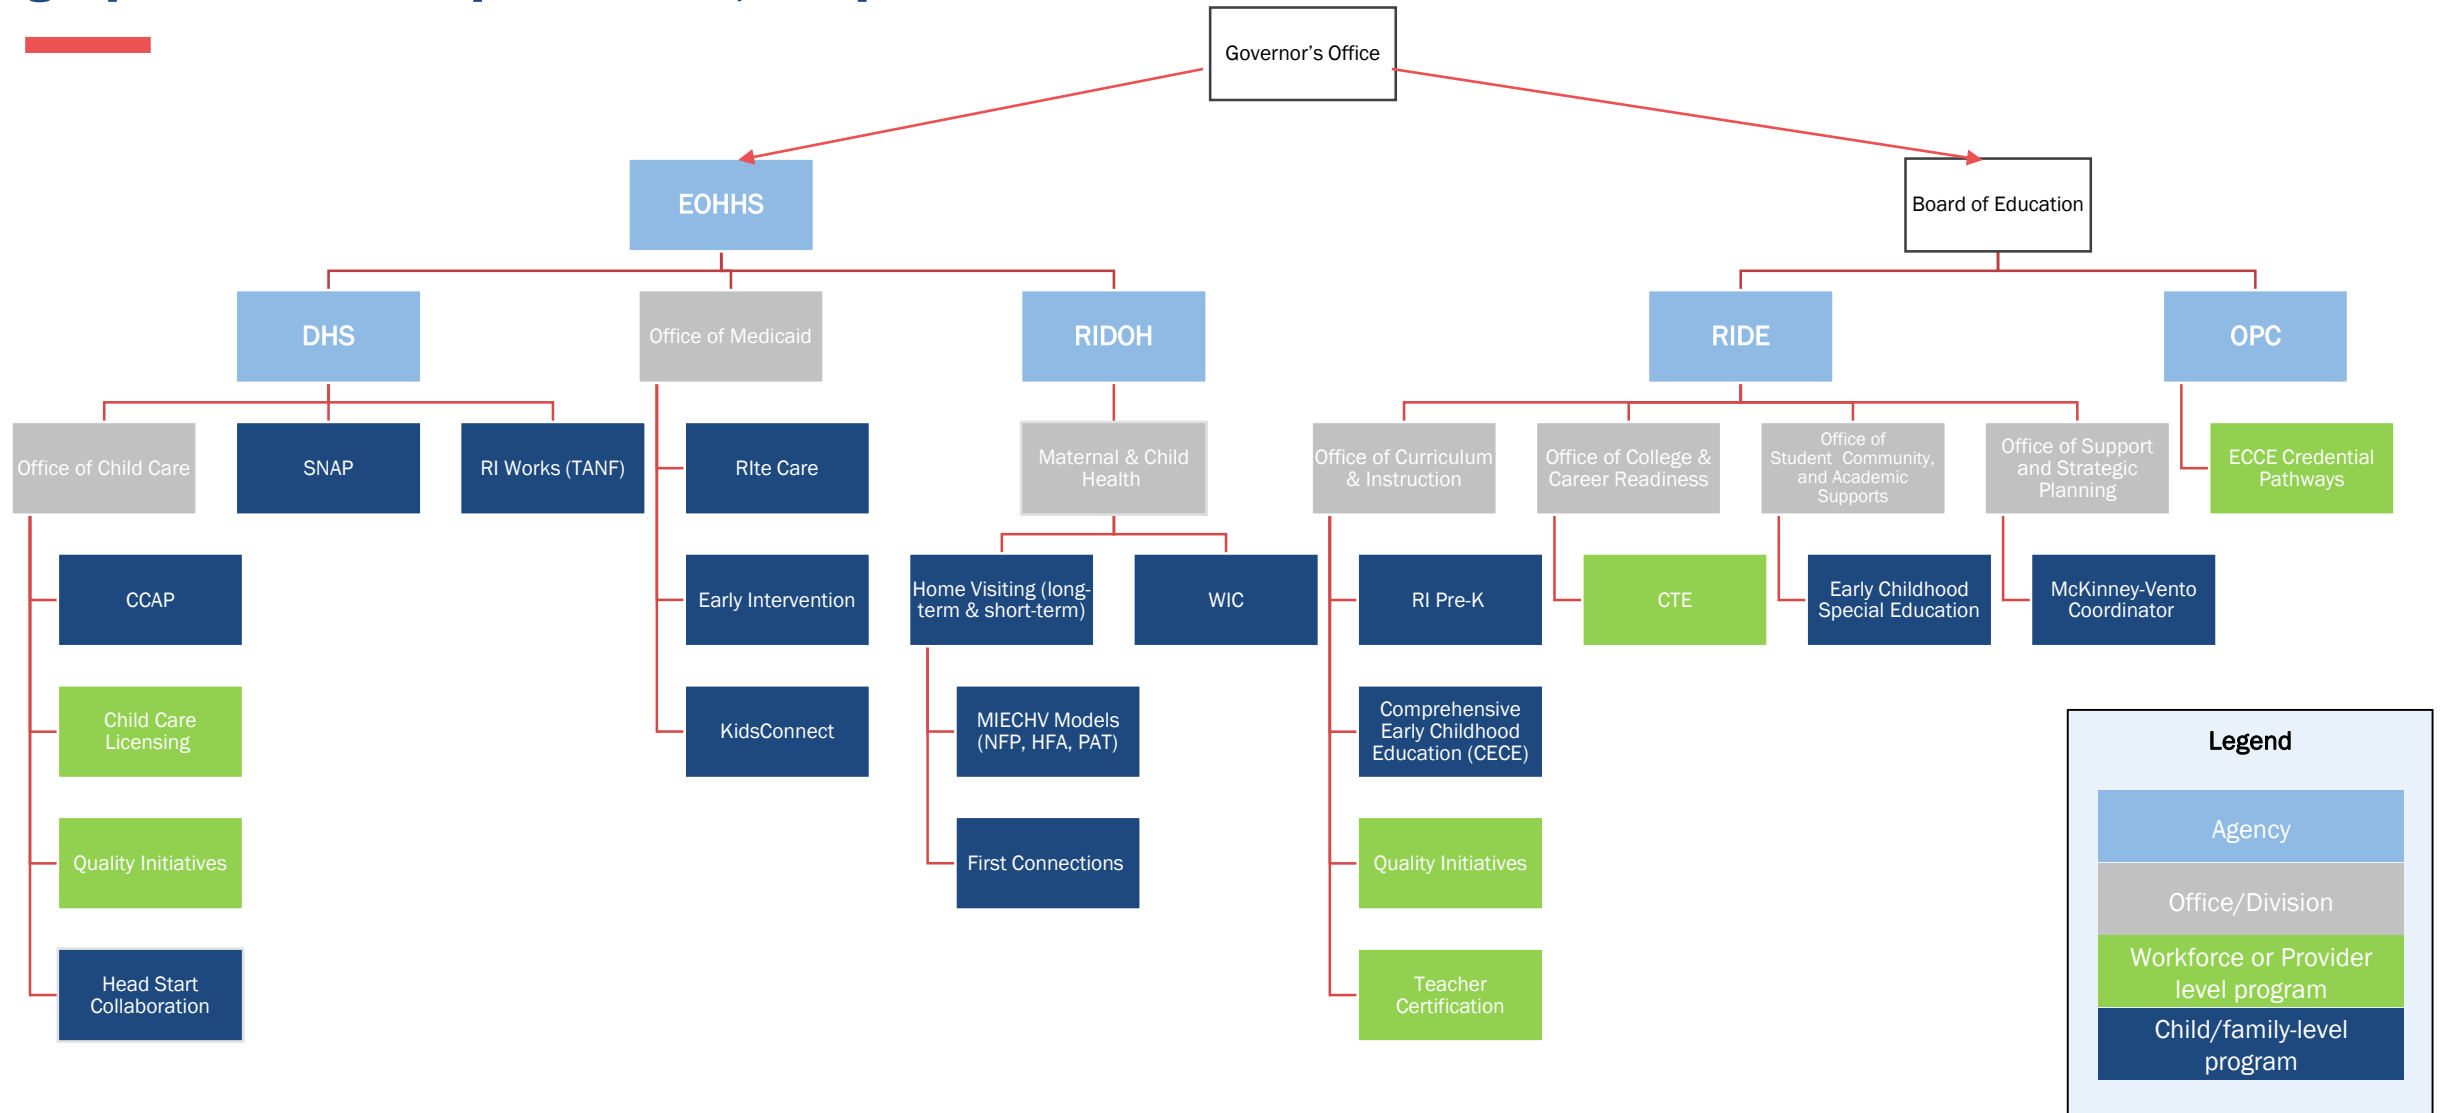 Governor's Office
EOHHS
Board of Education
DHS
Office of Medicaid
RIDOH
RIDE
OPC
Office of Child Care
SNAP
RI Works (TANF)
RIte Care
Maternal & Child
Health
Office of Curriculum
& Instruction
Office of College &
Career Readiness
Office of
Student Community,
and Academic
Supports
Office of Support
and Strategic
Planning
ECCE Credential
Pathways
CCAP
Early Intervention
Home Visiting (long-
term & short-term)
WIC
RI Pre-K
CTE
Early Childhood
Special Education
McKinney-Vento
Coordinator
Child Care
Licensing
KidsConnect
MIECHV Models
(NFP, HFA, PAT)
Comprehensive
Early Childhood
Education (CECE)
Quality Initiatives
First Connections
Quality Initiatives
Head Start
Collaboration
Teacher
Certification
Legend
Agency
Office/Division
Workforce or Provider
level program
Child/family-level
program